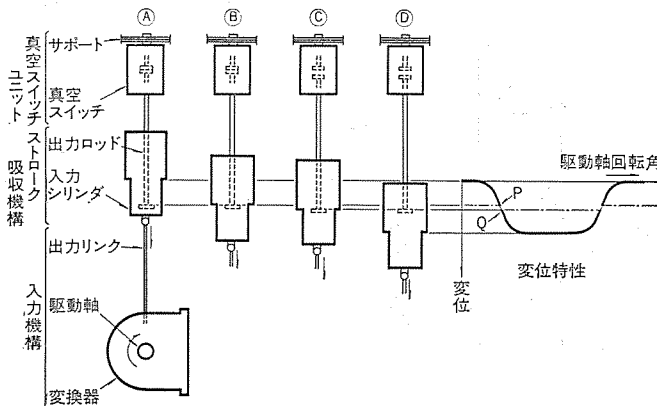 Ⓐ Ⓑ Ⓒ Ⓓ
真空スイッチユニット
サポート
真空スイッチ
ストローク吸収機構
出力ロッド
入力シリンダ
入力機構
出力リンク
駆動軸
変換器
駆動軸回転角
P
Q
変位
変位特性